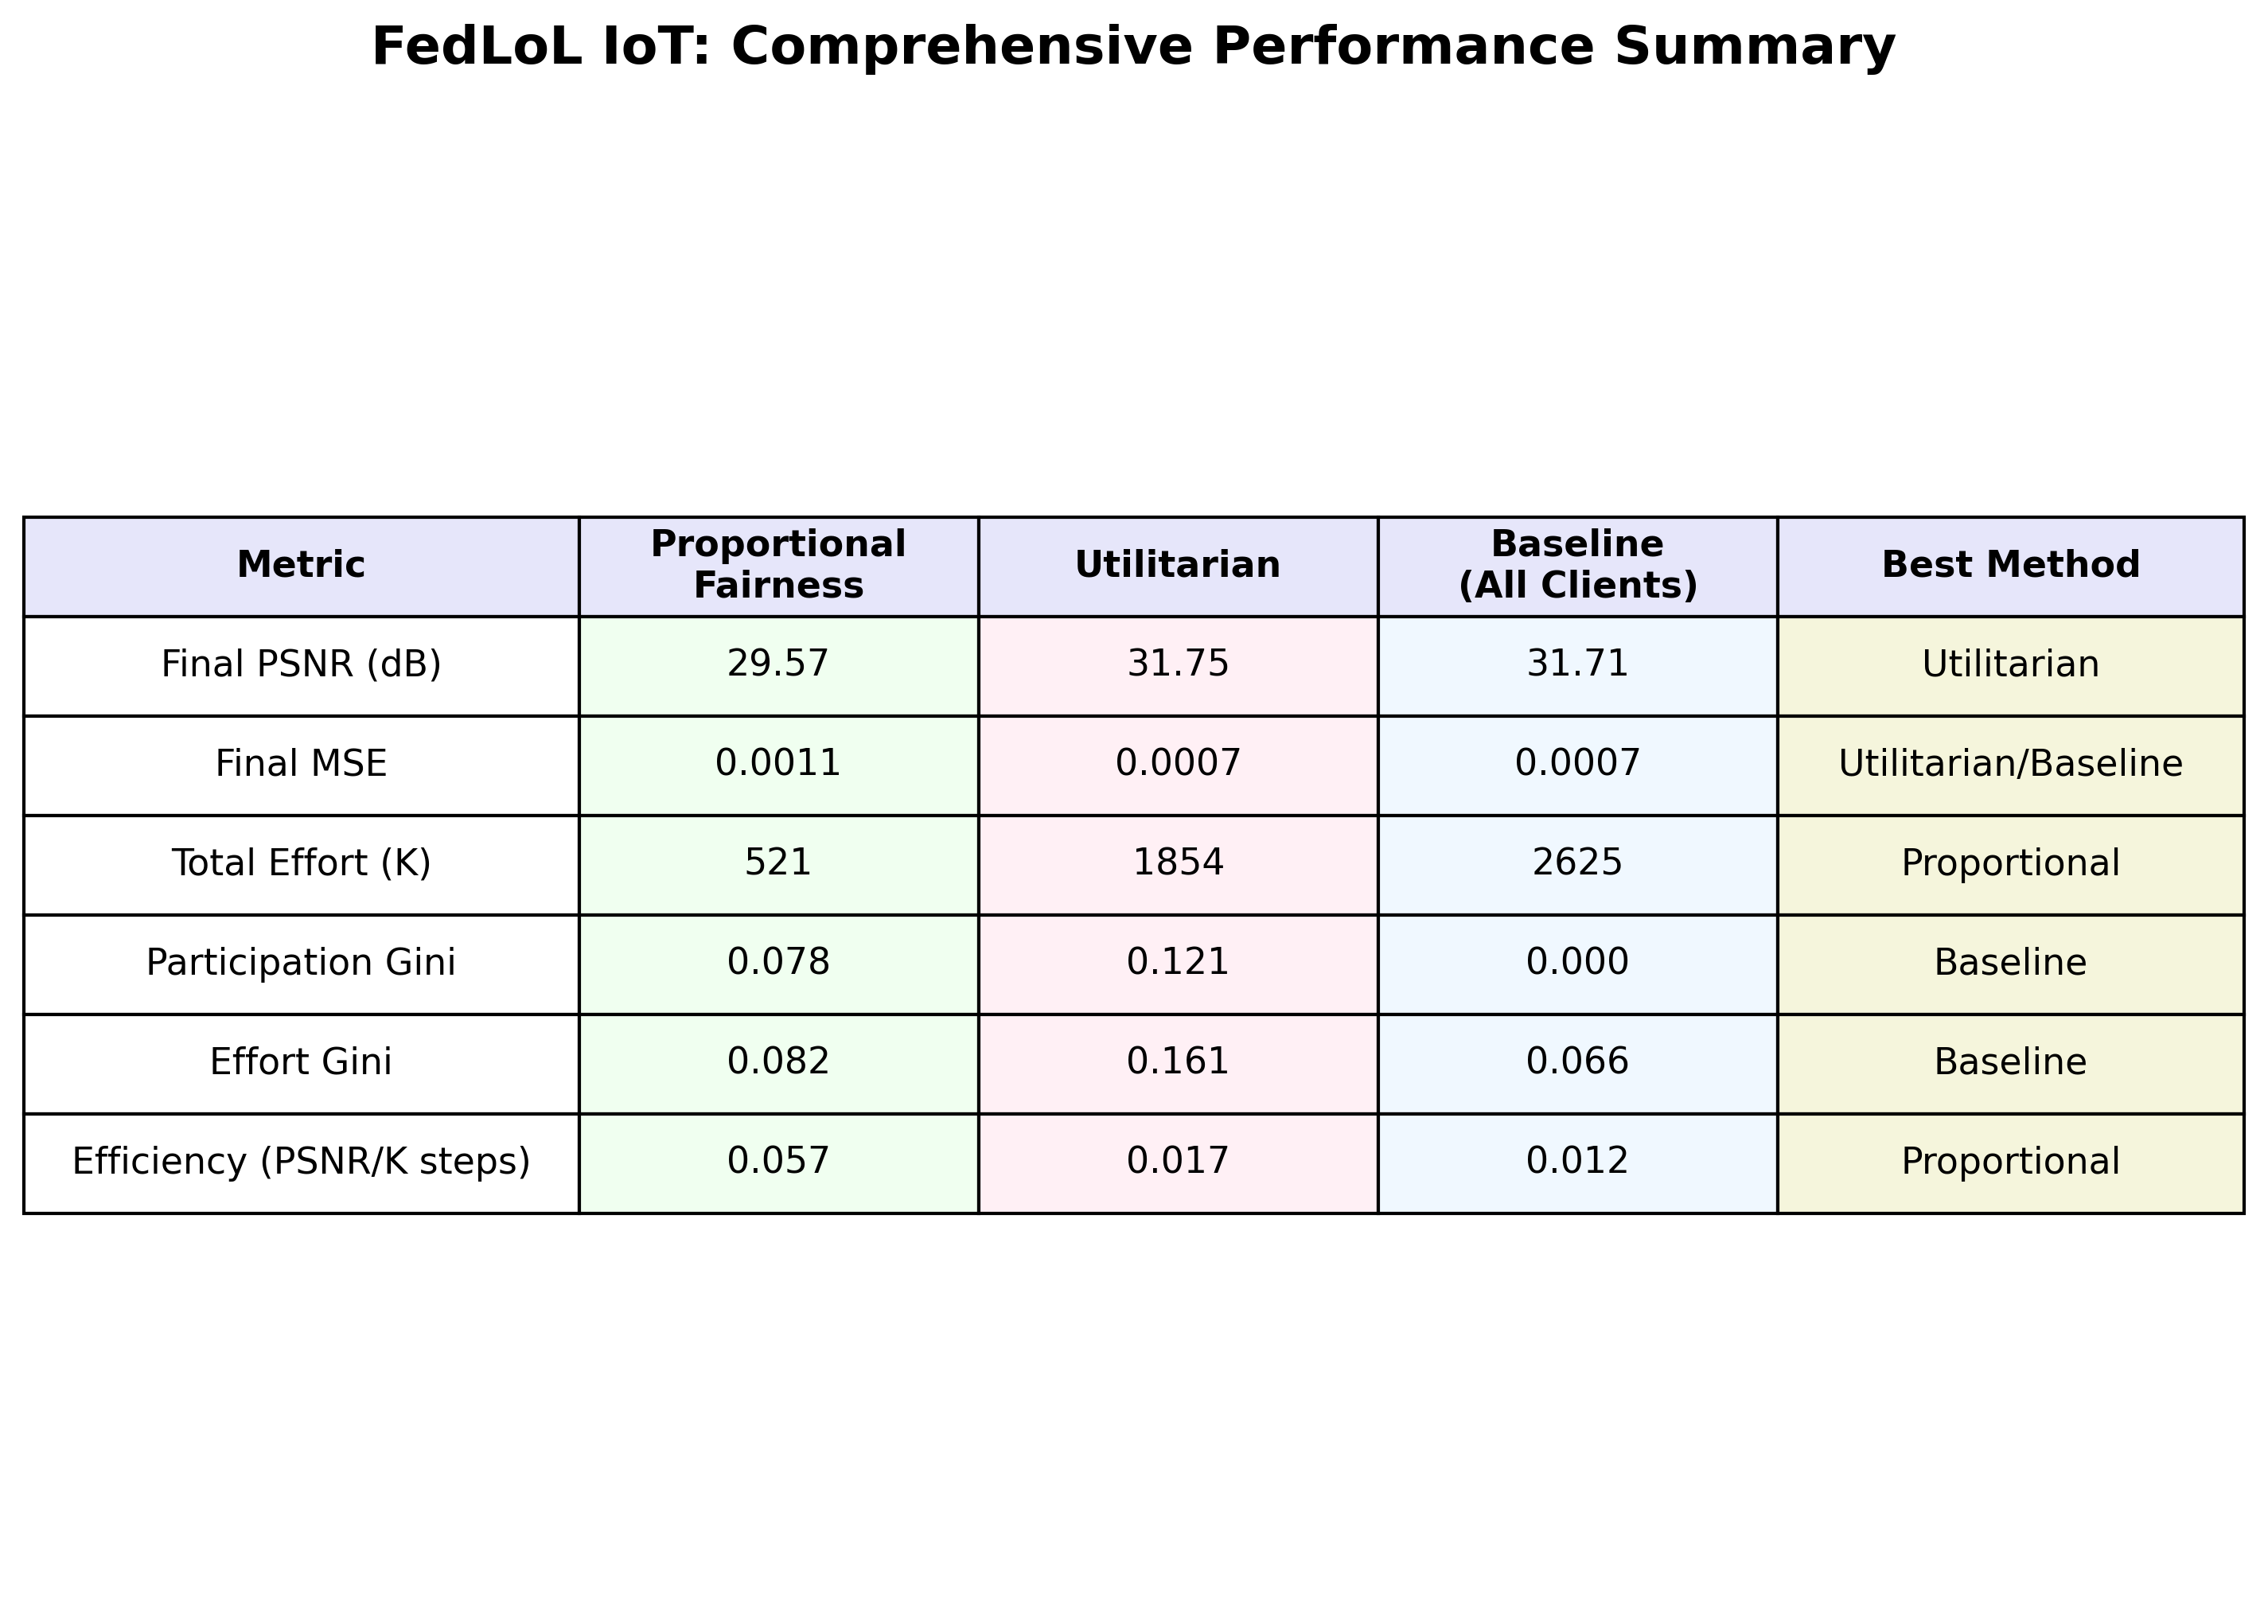 FedLoL IoT: Comprehensive Performance Summary
Metric Proportional Fairness Utilitarian Baseline (All Clients) Best Method
Final PSNR (dB) 29.57 31.75 31.71 Utilitarian
Final MSE 0.0011 0.0007 0.0007 Utilitarian/Baseline
Total Effort (K) 521 1854 2625 Proportional
Participation Gini 0.078 0.121 0.000 Baseline
Effort Gini 0.082 0.161 0.066 Baseline
Efficiency (PSNR/K steps) 0.057 0.017 0.012 Proportional